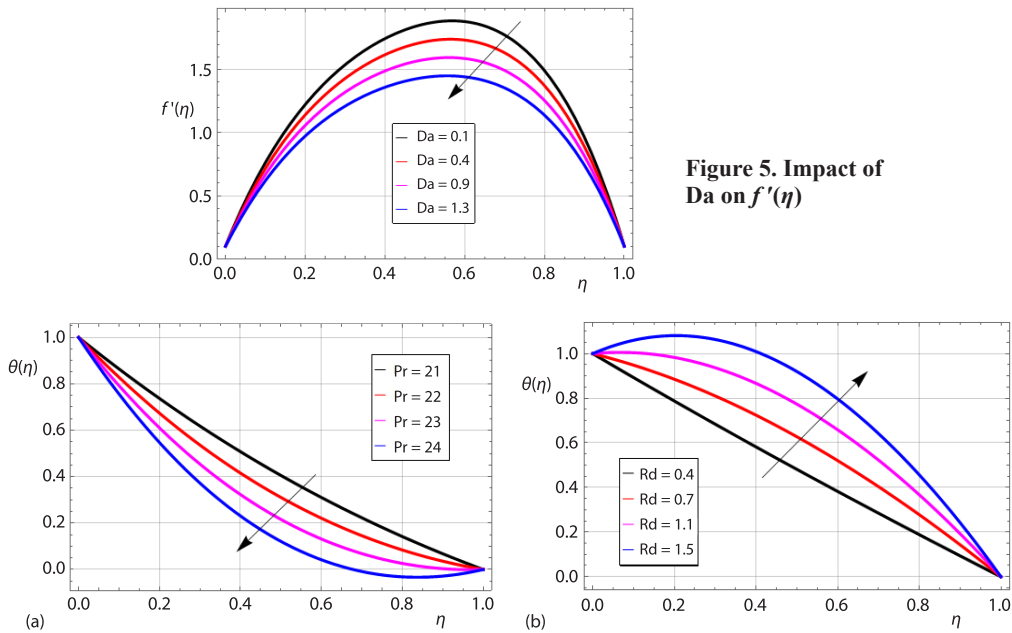 1.5
f'(η)
1.0
0.5
0.0
Da = 0.1
Da = 0.4
Da = 0.9
Da = 1.3
0.0 0.2 0.4 0.6 0.8 1.0
η
Figure 5. Impact of
Da on f'(η)
1.0
θ(η)
0.8
0.6
0.4
0.2
0.0
Pr = 21
Pr = 22
Pr = 23
Pr = 24
0.0 0.2 0.4 0.6 0.8 1.0
(a)
η
1.0
θ(η)
0.8
0.6
0.4
0.2
0.0
Rd = 0.4
Rd = 0.7
Rd = 1.1
Rd = 1.5
0.0 0.2 0.4 0.6 0.8 1.0
(b)
η